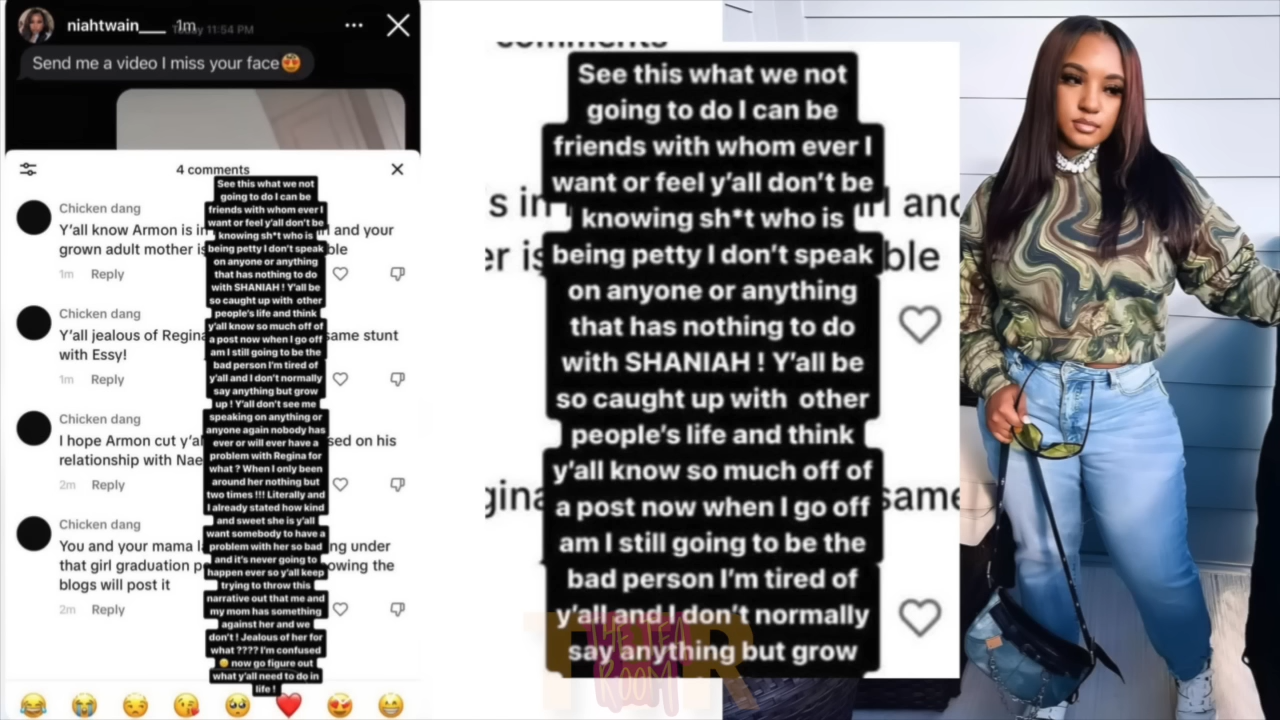 niahtwain___ 1m
Today 11:54 PM
Send me a video I miss your face😍
4 comments
Chicken dang
Y'all know Armon is in
and your
grown adult mother is
ble
1m Reply
Chicken dang
Y'all jealous of Regina
same stunt
with Essy!
1m Reply
Chicken dang
I hope Armon cut y'al
sed on his
relationship with Nae
2m Reply
Chicken dang
You and your mama l
ng under
that girl graduation p
owing the
blogs will post it
2m Reply
See this what we not
going to do I can be
friends with whom ever I
want or feel y'all don't be
knowing sh*t who is
being petty I don't speak
on anyone or anything
that has nothing to do
with SHANIAH ! Y'all be
so caught up with other
people's life and think
y'all know so much off of
a post now when I go off
am I still going to be the
bad person I'm tired of
y'all and I don't normally
say anything but grow
up ! Y'all don't see me
speaking on anything or
anyone again nobody has
ever or will ever have a
problem with Regina for
what ? When I only been
around her nothing but
two times !!! Literally and
I already stated how kind
and sweet she is y'all
want somebody to have a
problem with her so bad
and it's never going to
happen ever so y'all keep
trying to throw this
narrative out that me and
my mom has something
against her and we
don't ! Jealous of her for
what ???? I'm confused
now go figure out
what y'all need to do in
life !
comments
See this what we not
going to do I can be
friends with whom ever I
want or feel y'all don't be
s in
l and
knowing sh*t who is
er is
being petty I don't speak
ble
on anyone or anything
that has nothing to do
with SHANIAH ! Y'all be
so caught up with other
people's life and think
y'all know so much off of
gina
same
a post now when I go off
am I still going to be the
bad person I'm tired of
y'all and I don't normally
say anything but grow
ROOM